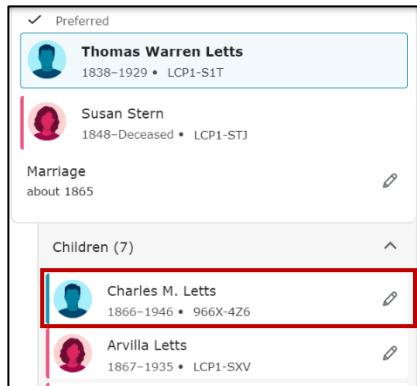 Preferred
Thomas Warren Letts
1838–1929 • LCP1-S1T
Susan Stern
1848–Deceased • LCP1-STJ
Marriage
about 1865
Children (7)
Charles M. Letts
1866–1946 • 966X-4Z6
Arvilla Letts
1867–1935 • LCP1-SXV